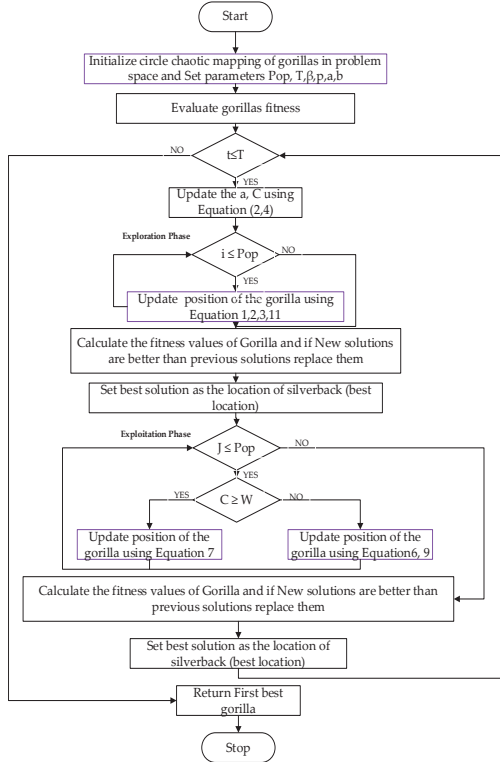 Start
Initialize circle chaotic mapping of gorillas in problem
space and Set parameters Pop, T,β,p,a,b
Evaluate gorillas fitness
NO
t≤T
YES
Update the a, C using
Equation (2,4)
Exploration Phase
i ≤ Pop
NO
YES
Update position of the gorilla using
Equation 1,2,3,11
Calculate the fitness values of Gorilla and if New solutions
are better than previous solutions replace them
Set best solution as the location of silverback (best
location)
Exploitation Phase
J ≤ Pop
NO
YES
YES
C ≥ W
NO
Update position of the
gorilla using Equation 7
Update position of the
gorilla using Equation6, 9
Calculate the fitness values of Gorilla and if New solutions are better than
previous solutions replace them
Set best solution as the location of
silverback (best location)
Return First best
gorilla
Stop